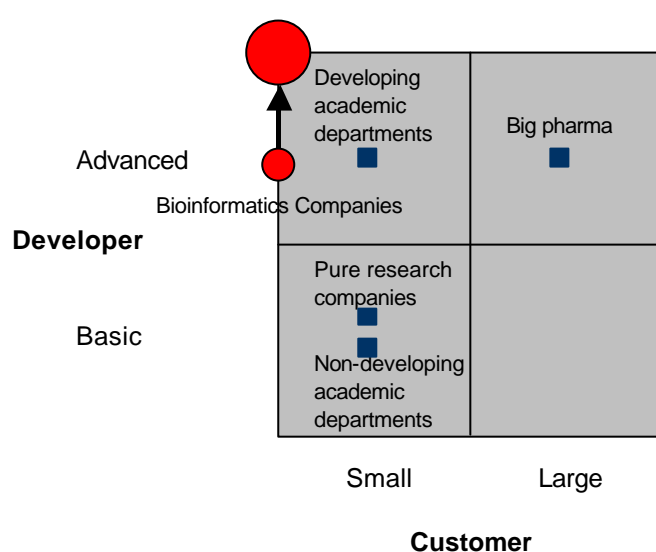 Developing
academic
departments
Big pharma
Advanced
Bioinformatics Companies
Developer
Pure research
companies
Basic
Non-developing
academic
departments
Small
Large
Customer